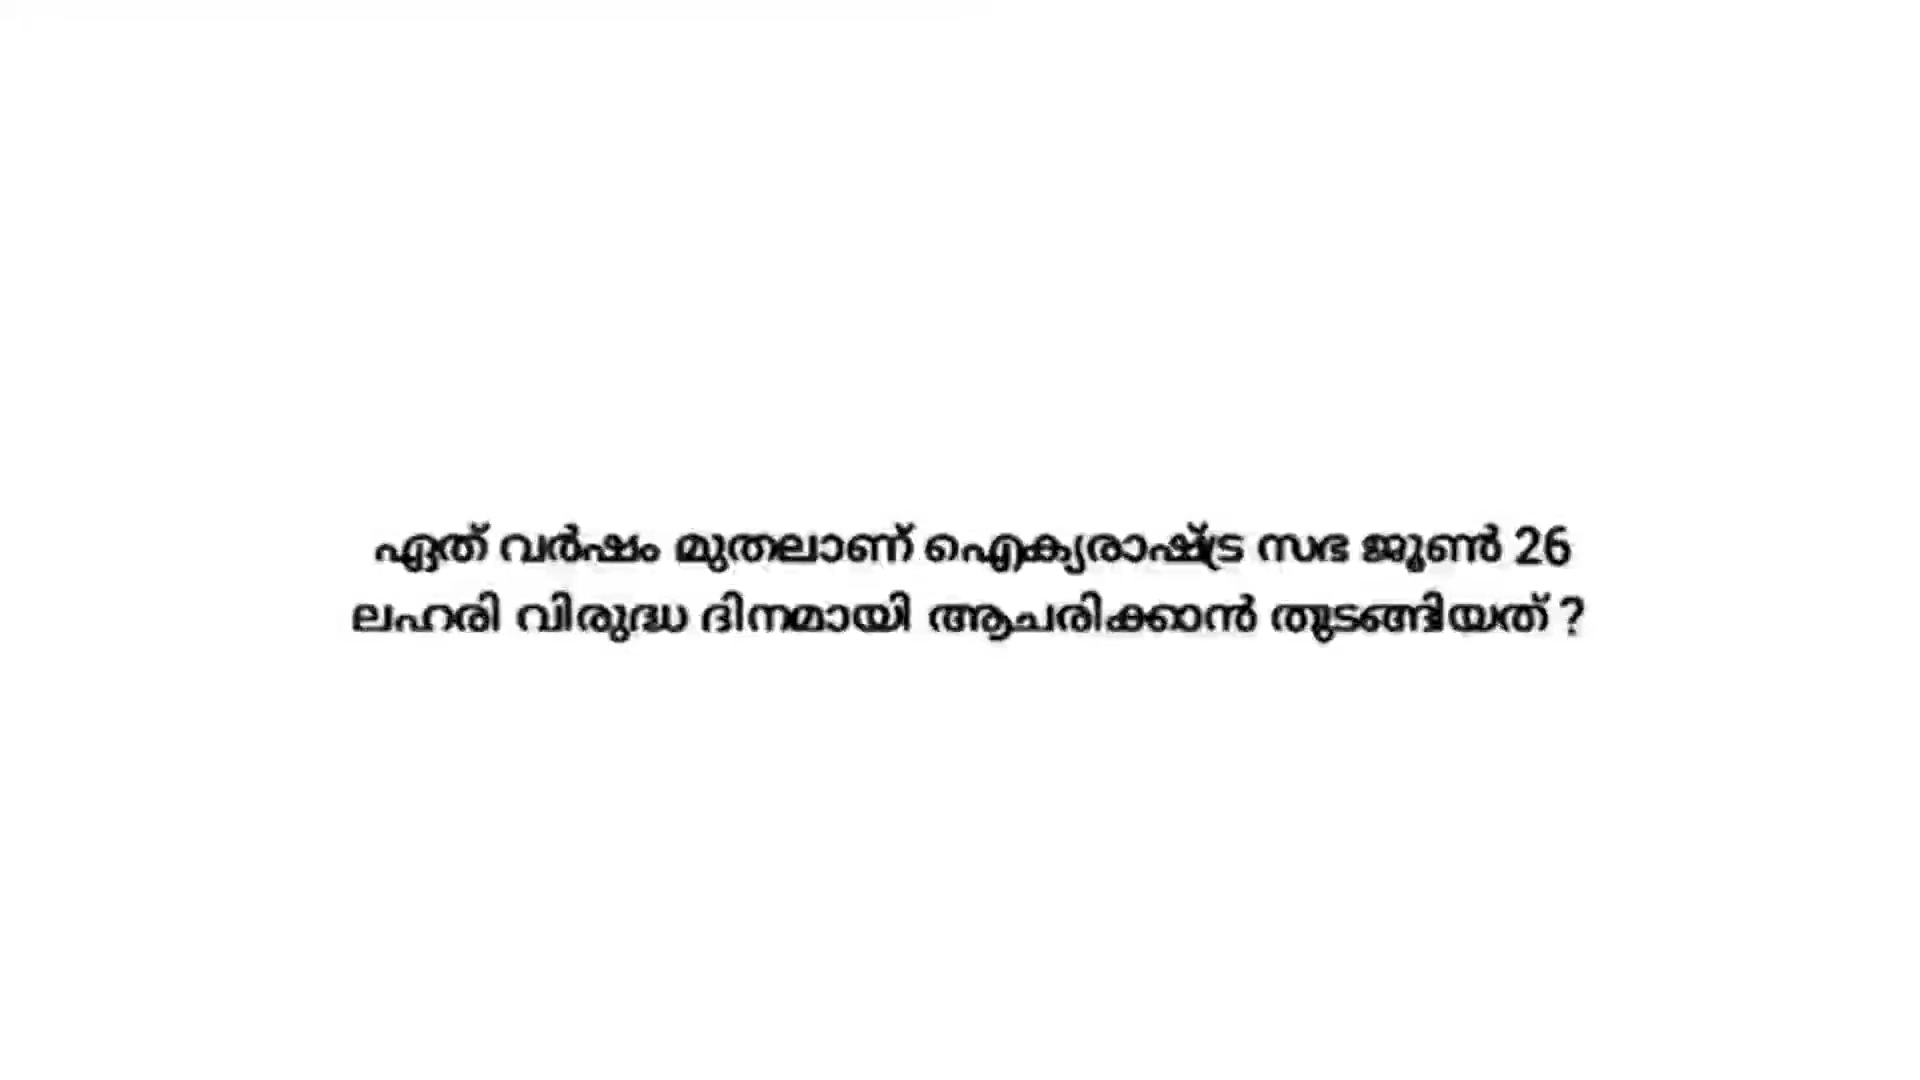 ഏത് വർഷം മുതലാണ് ഐക്യരാഷ്ട്ര സഭ ജൂൺ 26
ലഹരി വിരുദ്ധ ദിനമായി ആചരിക്കാൻ തുടങ്ങിയത് ?